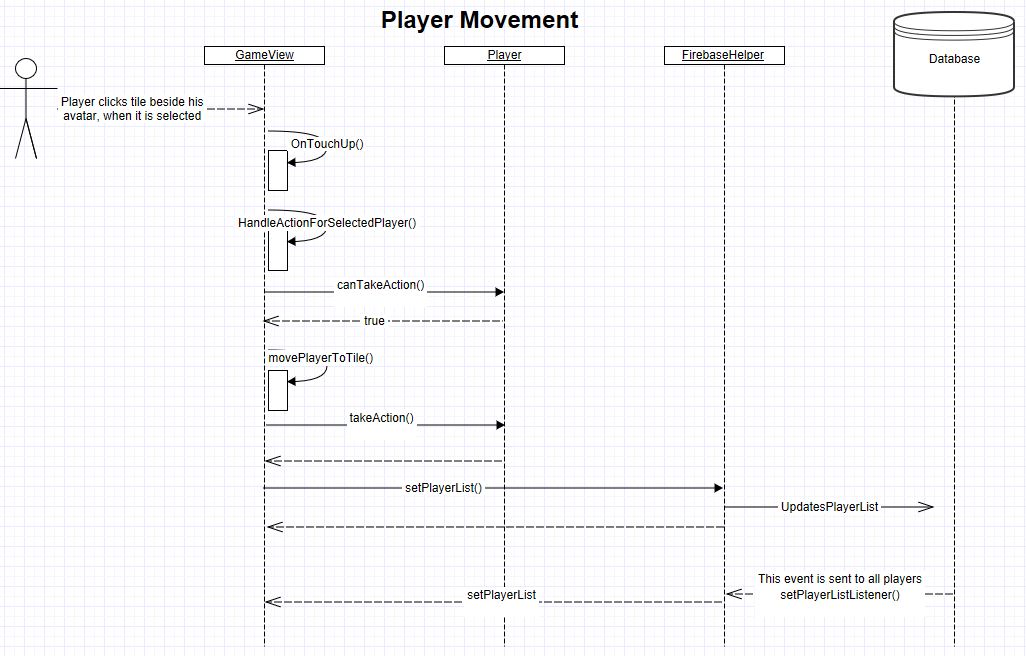 Player Movement
GameView
Player
FirebaseHelper
Database
Player clicks tile beside his
avatar, when it is selected
OnTouchUp()
HandleActionForSelectedPlayer()
canTakeAction()
true
movePlayerToTile()
takeAction()
setPlayerList()
UpdatesPlayerList
This event is sent to all players
setPlayerListListener()
setPlayerList